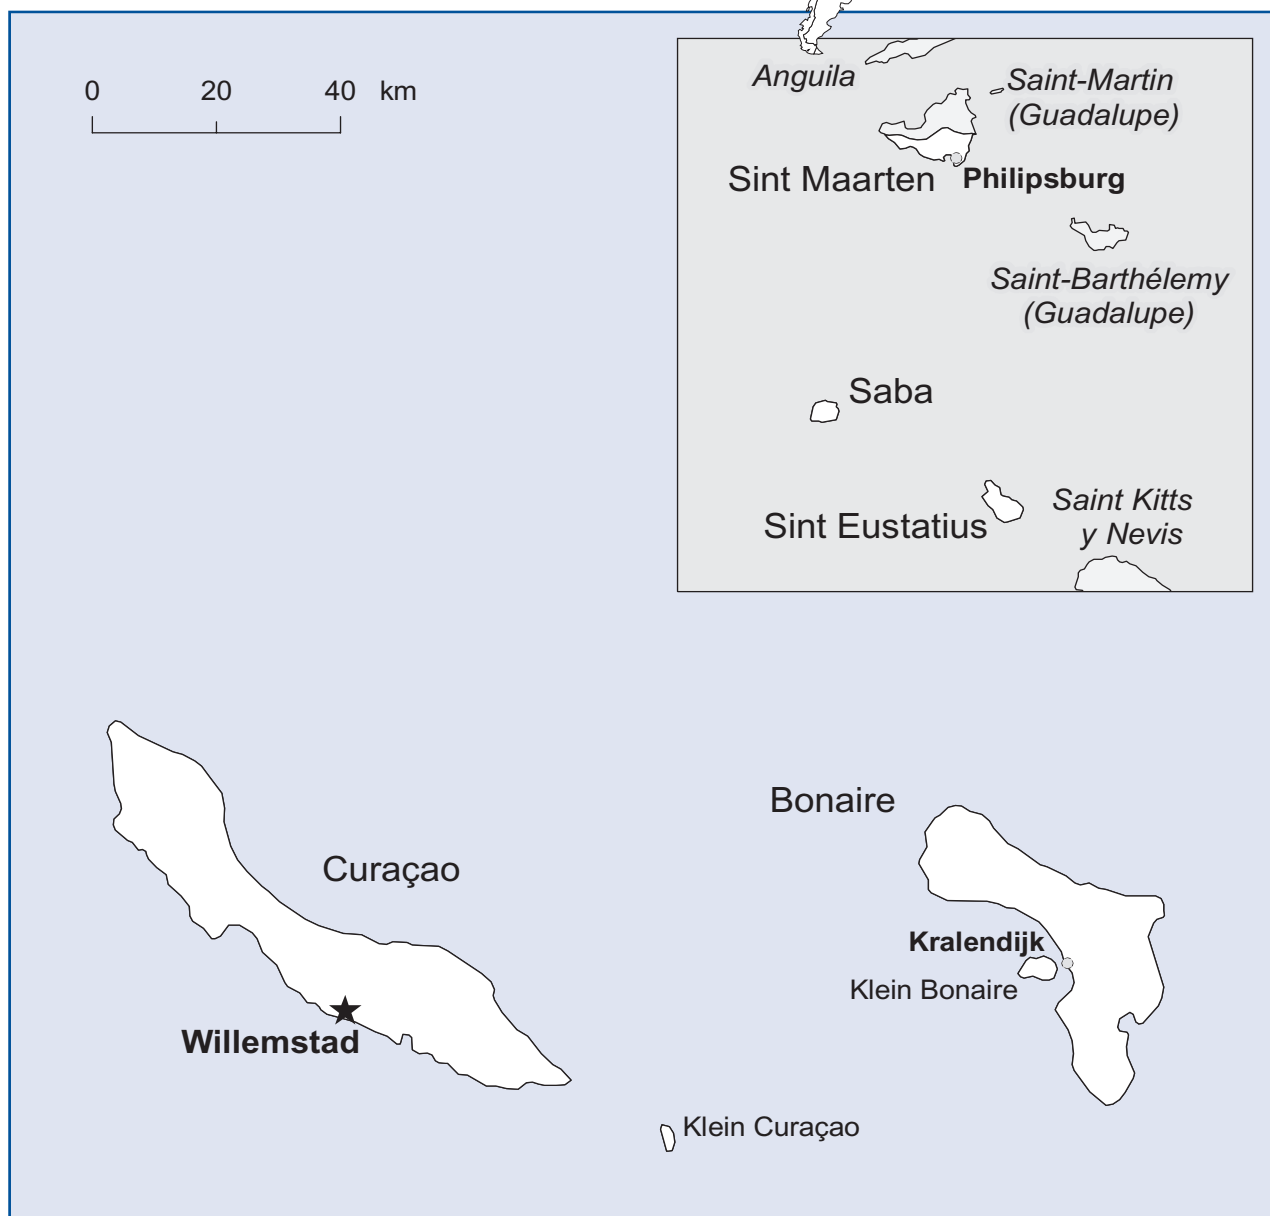 0 20 40 km
Anguila
Saint-Martin
(Guadalupe)
Sint Maarten
Philipsburg
Saint-Barthélemy
(Guadalupe)
Saba
Saint Kitts
y Nevis
Sint Eustatius
Bonaire
Curaçao
Kralendijk
Klein Bonaire
Willemstad
Klein Curaçao